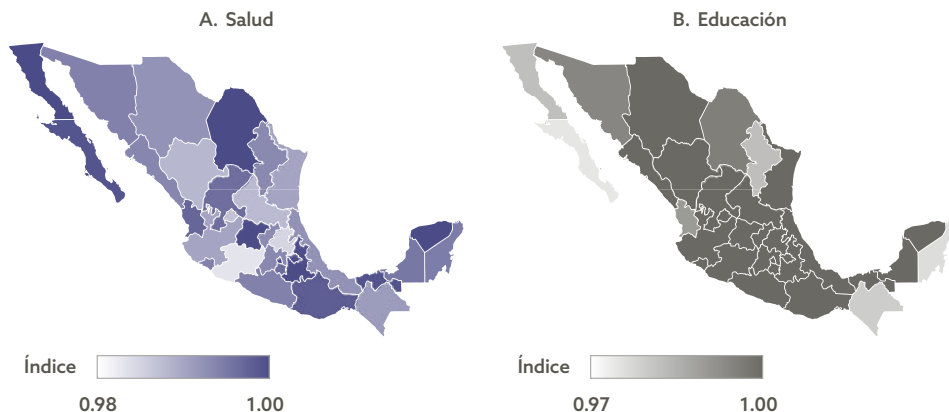 A. Salud
B. Educación
Índice
0.98
1.00
Índice
0.97
1.00